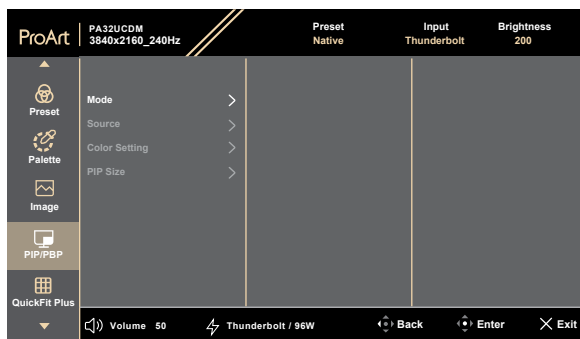 ProArt
PA32UCDM
3840x2160_240Hz
Preset
Native
Input
Thunderbolt
Brightness
200
Preset
Palette
Image
PIP/PBP
QuickFit Plus
Mode
Source
Color Setting
PIP Size
Volume 50
Thunderbolt / 96W
Back
Enter
Exit